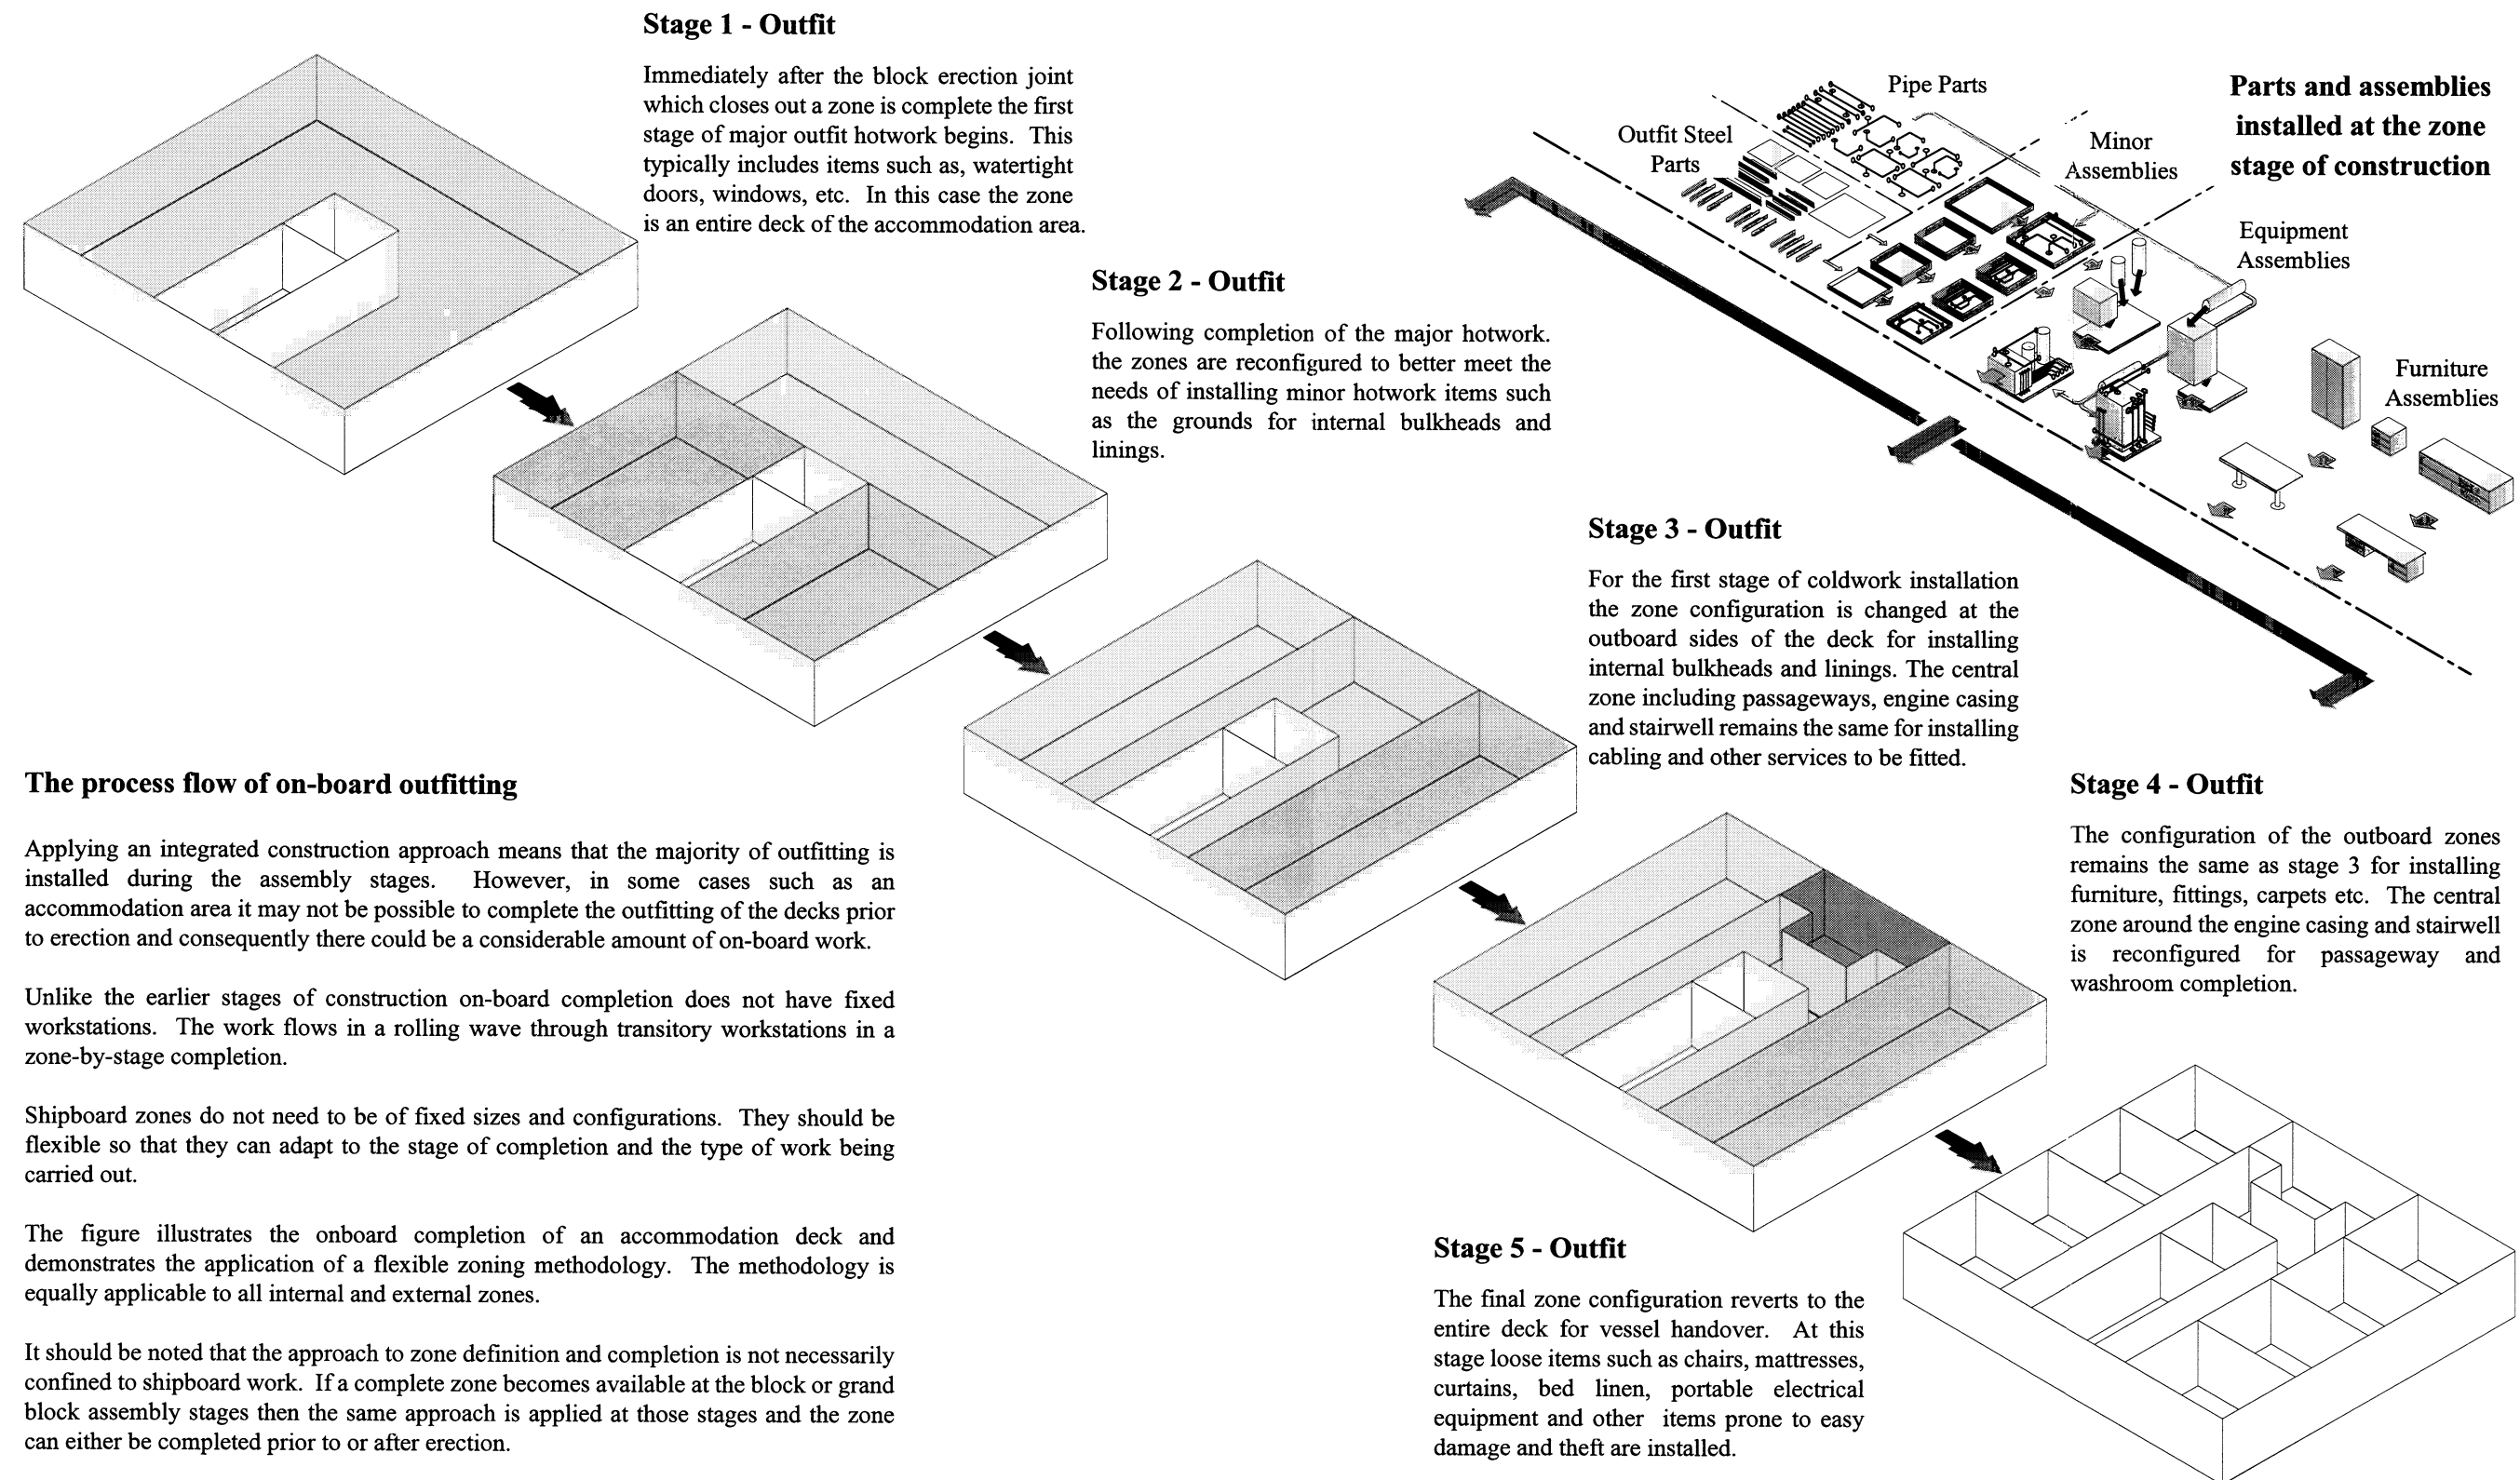 Stage 1 - Outfit
Immediately after the block erection joint
which closes out a zone is complete the first
stage of major outfit hotwork begins. This
typically includes items such as, watertight
doors, windows, etc. In this case the zone
is an entire deck of the accommodation area.
Stage 2 - Outfit
Following completion of the major hotwork.
the zones are reconfigured to better meet the
needs of installing minor hotwork items such
as the grounds for internal bulkheads and
linings.
Pipe Parts
Outfit Steel
Parts
Minor
Assemblies
Equipment
Assemblies
Furniture
Assemblies
Parts and assemblies
installed at the zone
stage of construction
Stage 3 - Outfit
For the first stage of coldwork installation
the zone configuration is changed at the
outboard sides of the deck for installing
internal bulkheads and linings. The central
zone including passageways, engine casing
and stairwell remains the same for installing
cabling and other services to be fitted.
Stage 4 - Outfit
The configuration of the outboard zones
remains the same as stage 3 for installing
furniture, fittings, carpets etc. The central
zone around the engine casing and stairwell
is reconfigured for passageway and
washroom completion.
The process flow of on-board outfitting
Applying an integrated construction approach means that the majority of outfitting is
installed during the assembly stages. However, in some cases such as an
accommodation area it may not be possible to complete the outfitting of the decks prior
to erection and consequently there could be a considerable amount of on-board work.
Unlike the earlier stages of construction on-board completion does not have fixed
workstations. The work flows in a rolling wave through transitory workstations in a
zone-by-stage completion.
Shipboard zones do not need to be of fixed sizes and configurations. They should be
flexible so that they can adapt to the stage of completion and the type of work being
carried out.
The figure illustrates the onboard completion of an accommodation deck and
demonstrates the application of a flexible zoning methodology. The methodology is
equally applicable to all internal and external zones.
It should be noted that the approach to zone definition and completion is not necessarily
confined to shipboard work. If a complete zone becomes available at the block or grand
block assembly stages then the same approach is applied at those stages and the zone
can either be completed prior to or after erection.
Stage 5 - Outfit
The final zone configuration reverts to the
entire deck for vessel handover. At this
stage loose items such as chairs, mattresses,
curtains, bed linen, portable electrical
equipment and other items prone to easy
damage and theft are installed.